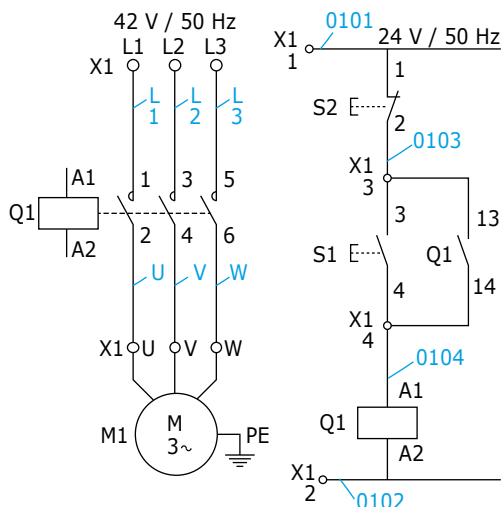 42 V / 50 Hz
L1 L2 L3
X1
L 1
L 2
L 3
A1
Q1
A2
1 3 5
2 4 6
U V W
X1 U V W
M1
M
3~
PE
0101
X1
1
24 V / 50 Hz
1
S2
2
0103
X1
3
3
13
S1
Q1
4
14
X1
4
0104
A1
Q1
A2
X1
2
0102